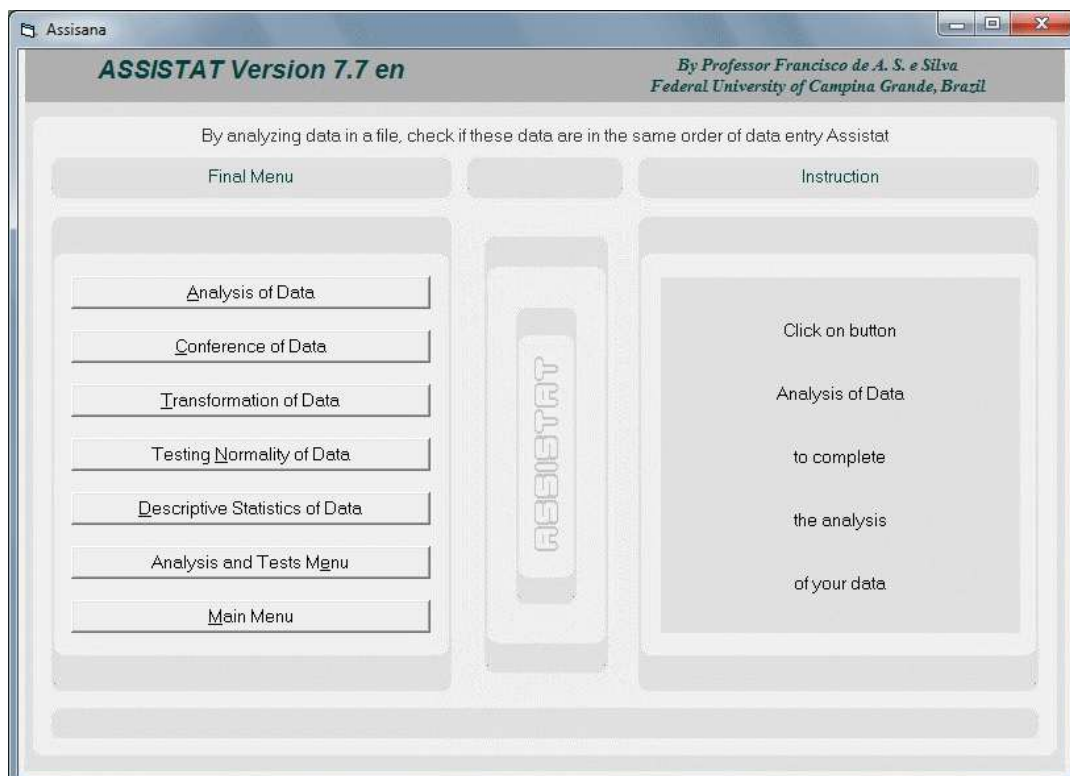 Assisana
ASSISTAT Version 7.7 en
By Professor Francisco de A. S. e Silva
Federal University of Campina Grande, Brazil
By analyzing data in a file, check if these data are in the same order of data entry Assistat
Final Menu
Instruction
Analysis of Data
Conference of Data
Transformation of Data
Testing Normality of Data
Descriptive Statistics of Data
Analysis and Tests Menu
Main Menu
ASSISTAT
Click on button
Analysis of Data
to complete
the analysis
of your data